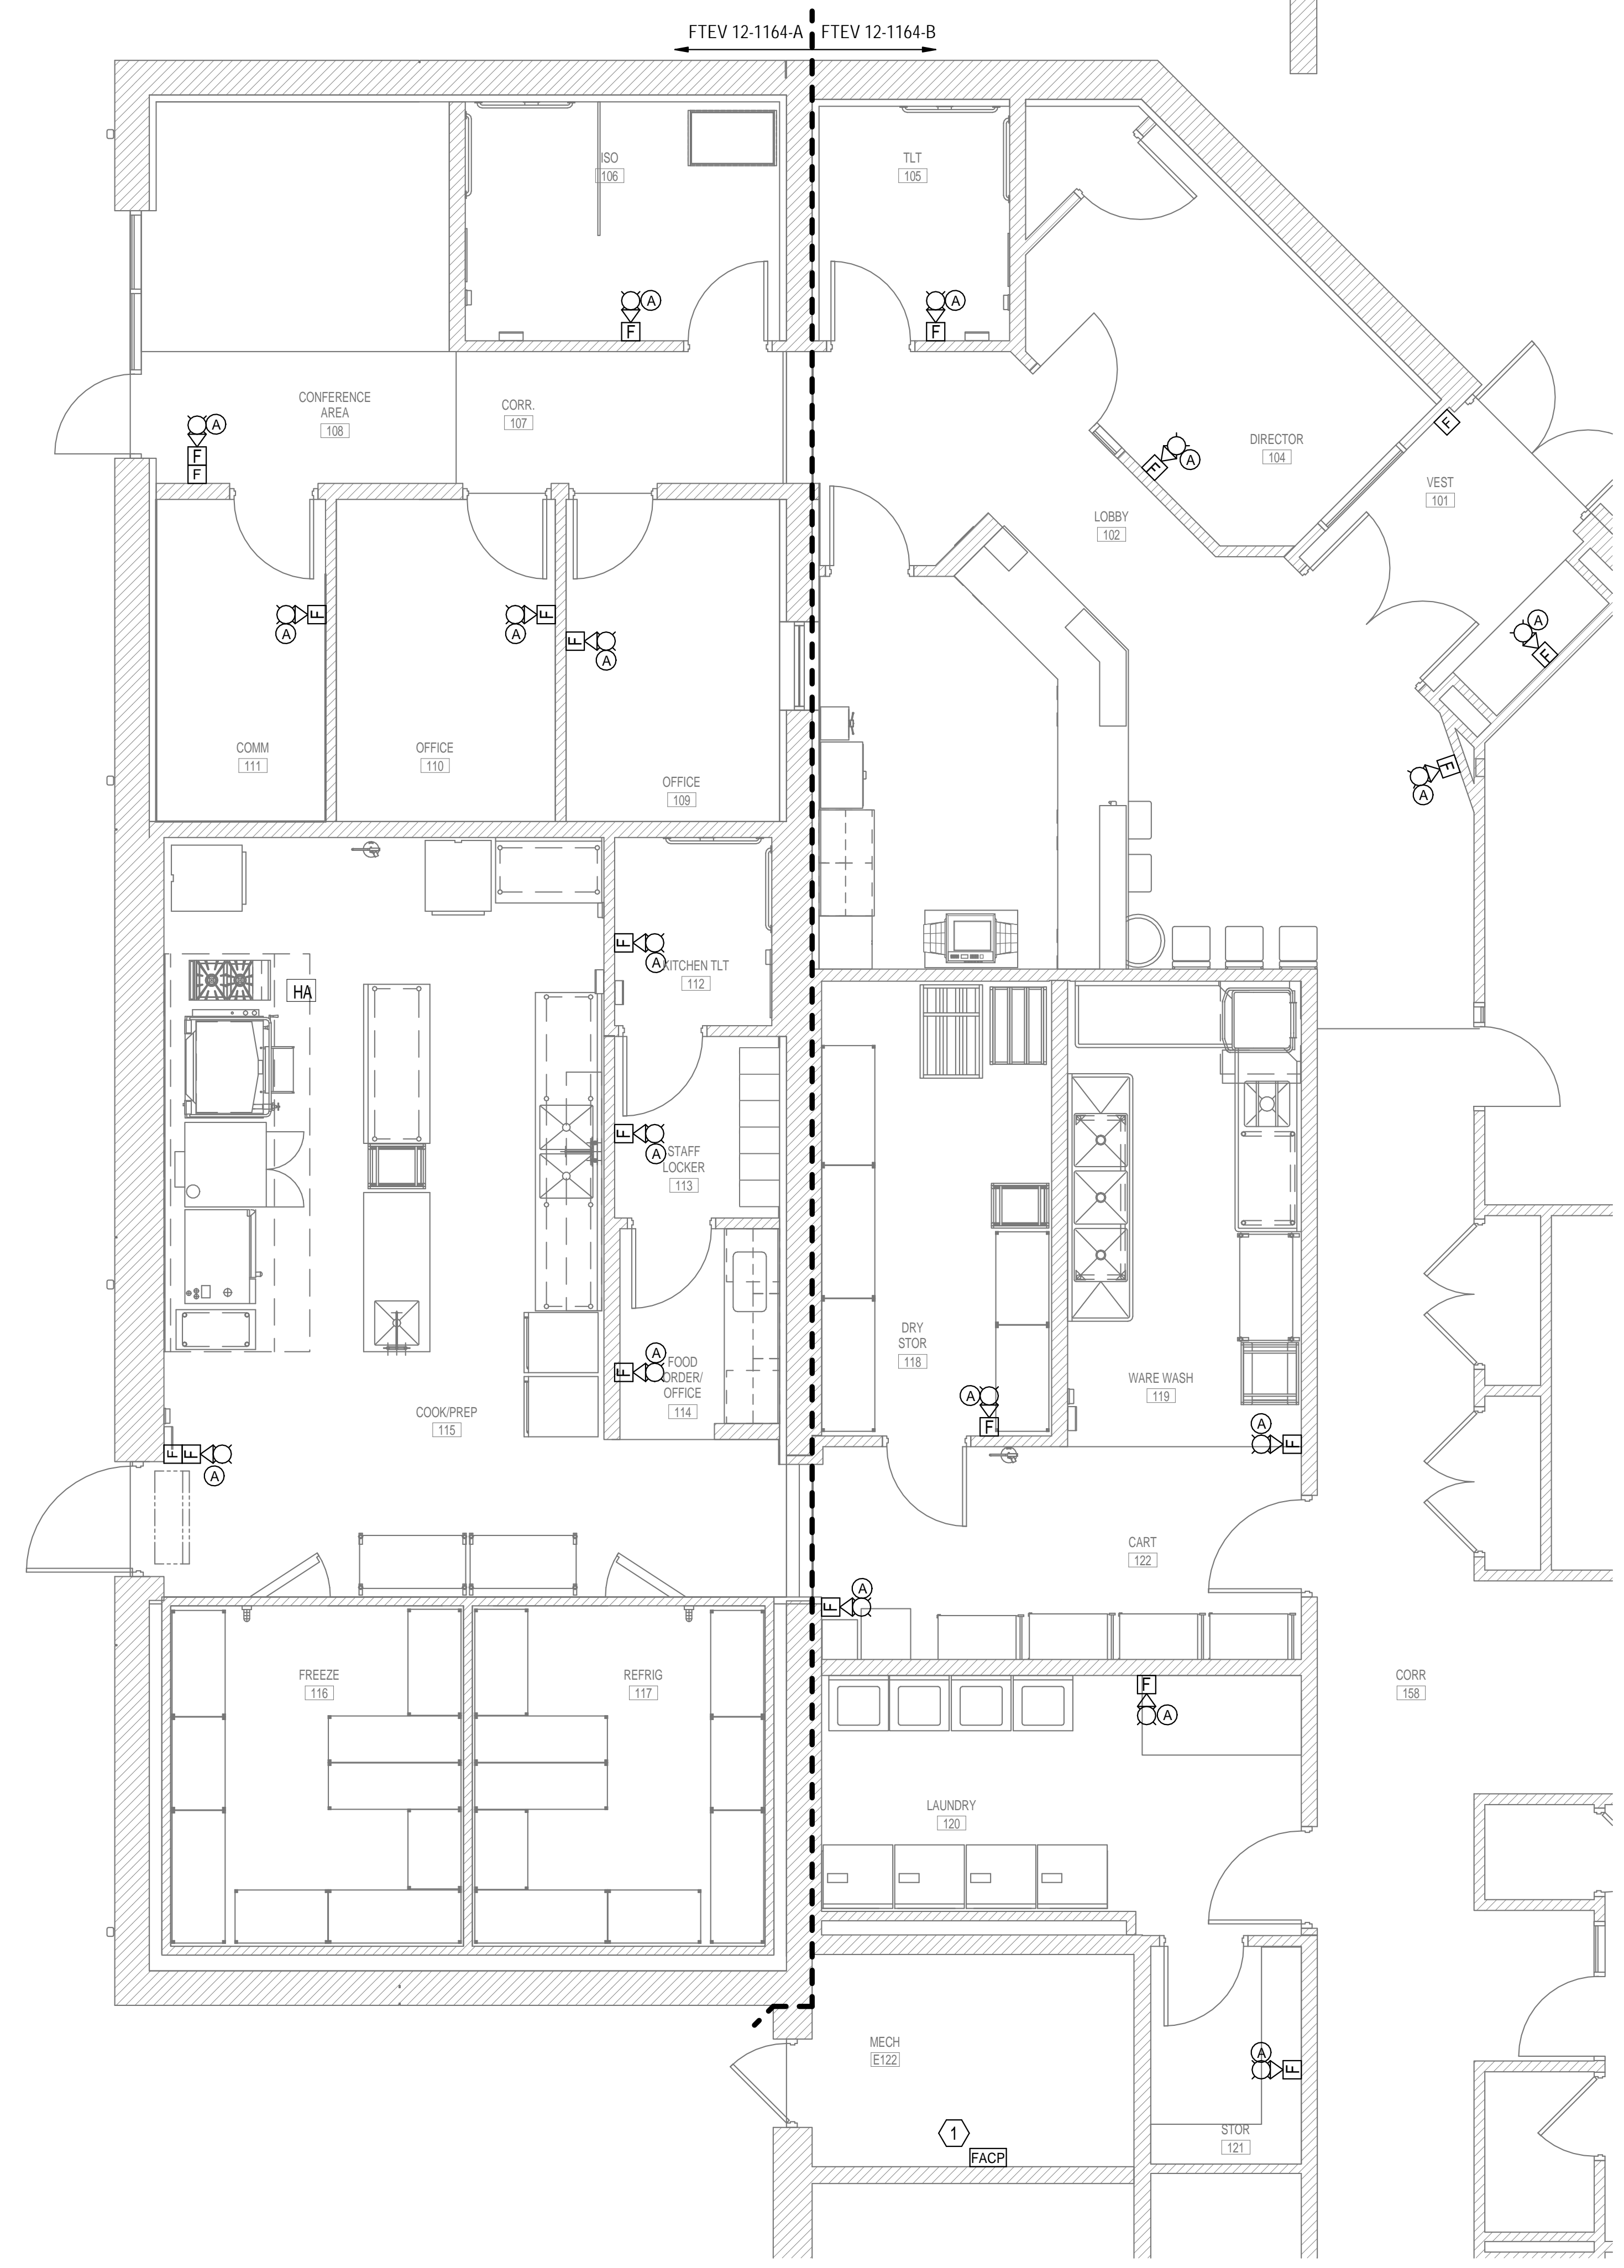 FTEV 12-1164-A FTEV 12-1164-B
ISO
106
TLT
105
A
F
A
F
CONFERENCE
AREA
108
CORR.
107
A
F
F
DIRECTOR
104
F
A
F
VEST
101
LOBBY
102
F
A
F
A
F
A
A
F
COMM
111
OFFICE
110
OFFICE
109
F
A
F
A
KITCHEN TLT
112
HA
F
A
STAFF
LOCKER
113
A
F
FOOD
ORDER/
OFFICE
114
DRY
STOR
118
WARE WASH
119
A
F
COOK/PREP
115
F
F
A
A
F
CART
122
A
F
FREEZE
116
REFRIG
117
F
A
CORR
158
LAUNDRY
120
MECH
E122
A
F
1
FACP
STOR
121